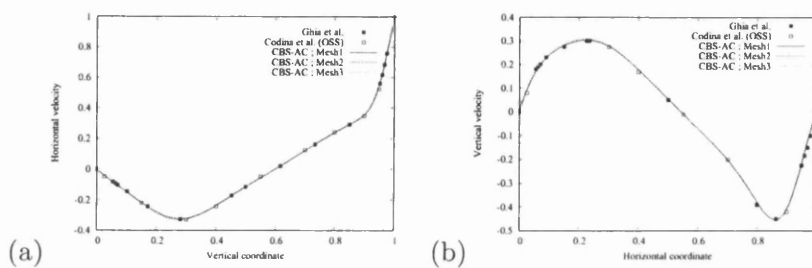 1
0.8
0.6
0.4
0.2
0
-0.2
-0.4
0
0.2
0.4
0.6
0.8
1
Horizontal velocity
Vertical coordinate
Ghia et al.
Codina et al. (OSS)
CBS-AC ; Mesh1
CBS-AC ; Mesh2
CBS-AC ; Mesh3
(a)
0.4
0.3
0.2
0.1
0
-0.1
-0.2
-0.3
-0.4
-0.5
0
0.2
0.4
0.6
0.8
Vertical velocity
Horizontal coordinate
Ghia et al.
Codina et al. (OSS)
CBS-AC ; Mesh1
CBS-AC ; Mesh2
CBS-AC ; Mesh3
(b)